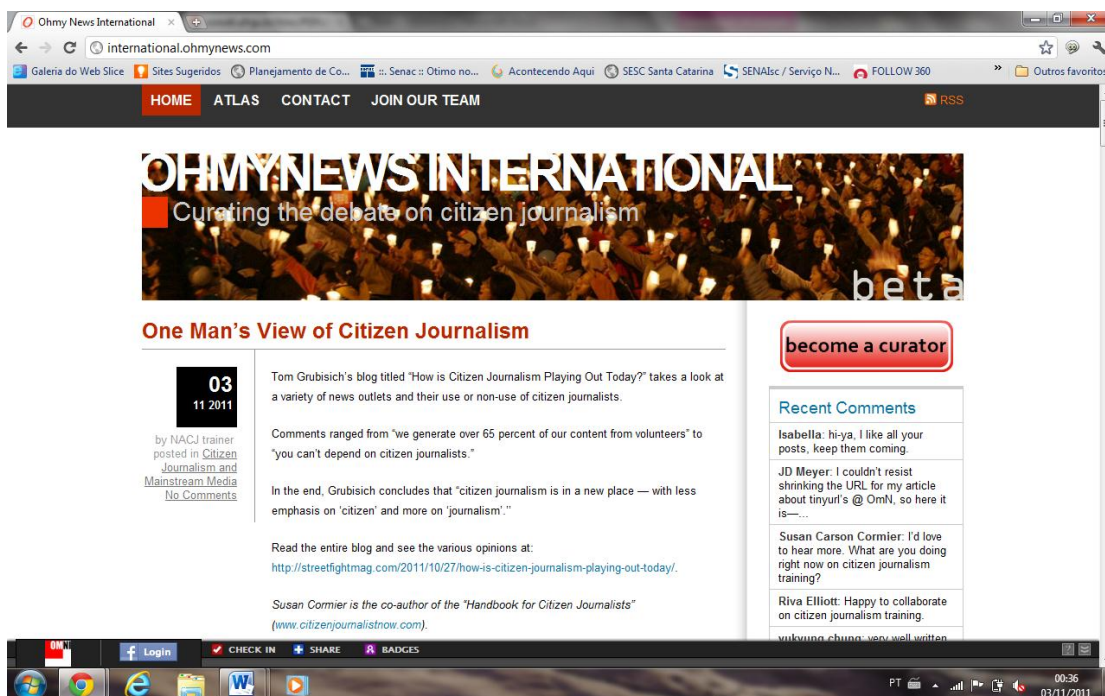 Ohmy News International
international.ohmynews.com
Galeria do Web Slice Sites Sugeridos Planejamento de Co... .:. Senac :: Otimo no... Acontecendo Aqui SESC Santa Catarina SENAIsc / Serviço N... FOLLOW 360 » Outros favoritos
HOME ATLAS CONTACT JOIN OUR TEAM RSS
OHMYNEWS INTERNATIONAL
Curating the debate on citizen journalism
beta
One Man's View of Citizen Journalism
03
11 2011
by NACJ trainer
posted in Citizen
Journalism and
Mainstream Media
No Comments
Tom Grubisich's blog titled “How is Citizen Journalism Playing Out Today?” takes a look at
a variety of news outlets and their use or non-use of citizen journalists.
Comments ranged from “we generate over 65 percent of our content from volunteers” to
“you can't depend on citizen journalists.”
In the end, Grubisich concludes that “citizen journalism is in a new place — with less
emphasis on ‘citizen’ and more on ‘journalism’.”
Read the entire blog and see the various opinions at:
http://streetfightmag.com/2011/10/27/how-is-citizen-journalism-playing-out-today/.
Susan Cormier is the co-author of the “Handbook for Citizen Journalists”
(www.citizenjournalistnow.com).
become a curator
Recent Comments
Isabella: hi-ya, I like all your
posts, keep them coming.
JD Meyer: I couldn't resist
shrinking the URL for my article
about tinyurl's @ OmN, so here it
is—...
Susan Carson Cormier: I'd love
to hear more. What are you doing
right now on citizen journalism
training?
Riva Elliott: Happy to collaborate
on citizen journalism training.
yukyung chung: very well written
OMNI f Login CHECK IN SHARE R BADGES
PT 00:36
03/11/2011